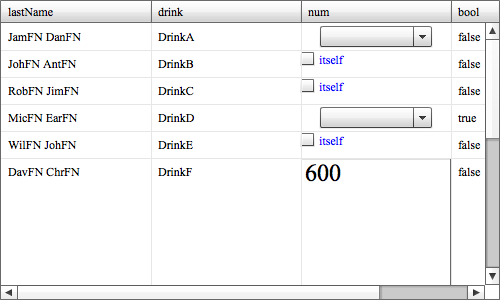 lastName drink num bool
JamFN DanFN DrinkA false
JohFN AntFN DrinkB itself false
RobFN JimFN DrinkC itself false
MicFN EarFN DrinkD true
WilFN JohFN DrinkE itself false
DavFN ChrFN DrinkF 600 false